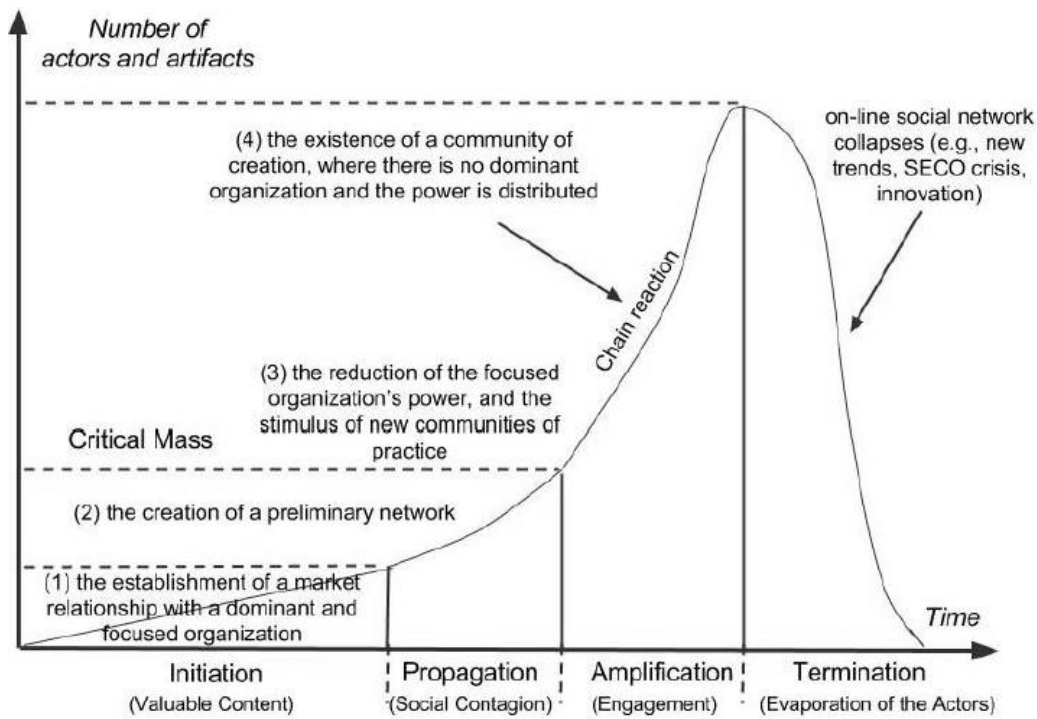 Number of
actors and artifacts
(4) the existence of a community of
creation, where there is no dominant
organization and the power is distributed
on-line social network
collapses (e.g., new
trends, SECO crisis,
innovation)
Chain reaction
(3) the reduction of the focused
organization's power, and the
stimulus of new communities of
practice
Critical Mass
(2) the creation of a preliminary network
(1) the establishment of a market
relationship with a dominant and
focused organization
Time
Initiation
(Valuable Content)
Propagation
(Social Contagion)
Amplification
(Engagement)
Termination
(Evaporation of the Actors)